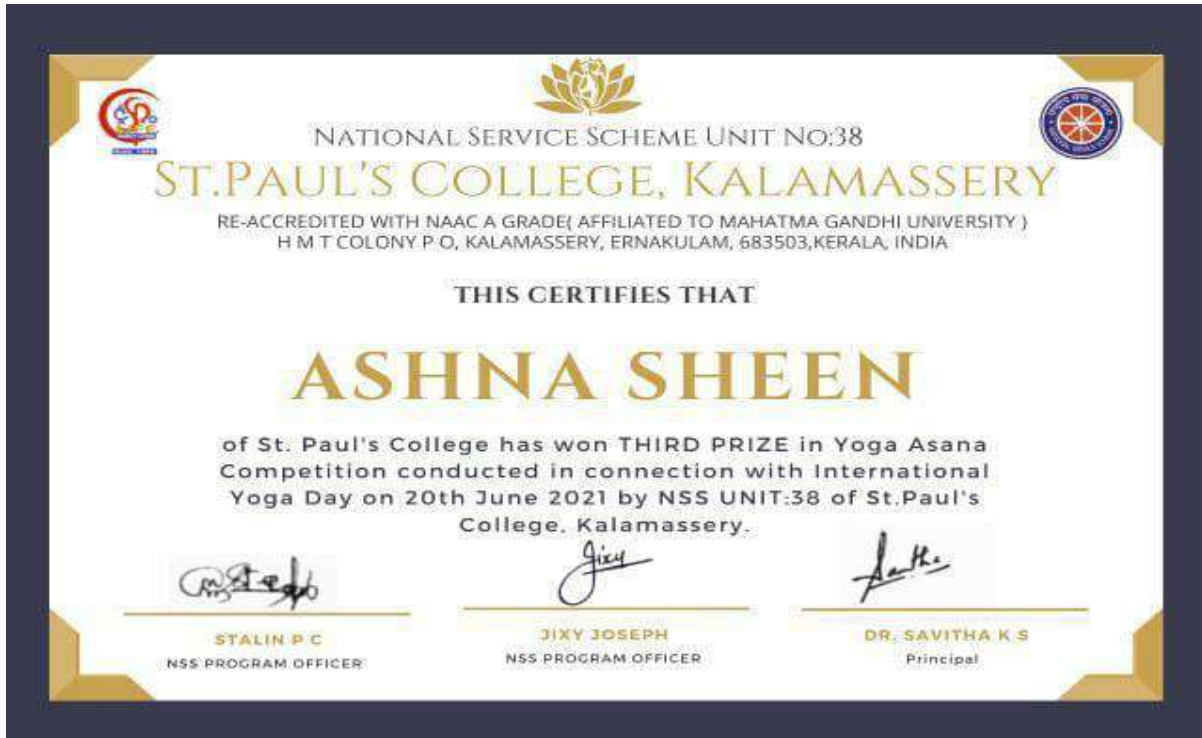 NATIONAL SERVICE SCHEME UNIT NO:38
ST.PAUL'S COLLEGE, KALAMASSERY
RE-ACCREDITED WITH NAAC A GRADE( AFFILIATED TO MAHATMA GANDHI UNIVERSITY )
H M T COLONY P O, KALAMASSERY, ERNAKULAM, 683503,KERALA, INDIA
THIS CERTIFIES THAT
ASHNA SHEEN
of St. Paul's College has won THIRD PRIZE in Yoga Asana
Competition conducted in connection with International
Yoga Day on 20th June 2021 by NSS UNIT:38 of St.Paul's
College, Kalamassery.
Jixy
STALIN P C
NSS PROGRAM OFFICER
JIXY JOSEPH
NSS PROGRAM OFFICER
DR. SAVITHA K S
Principal